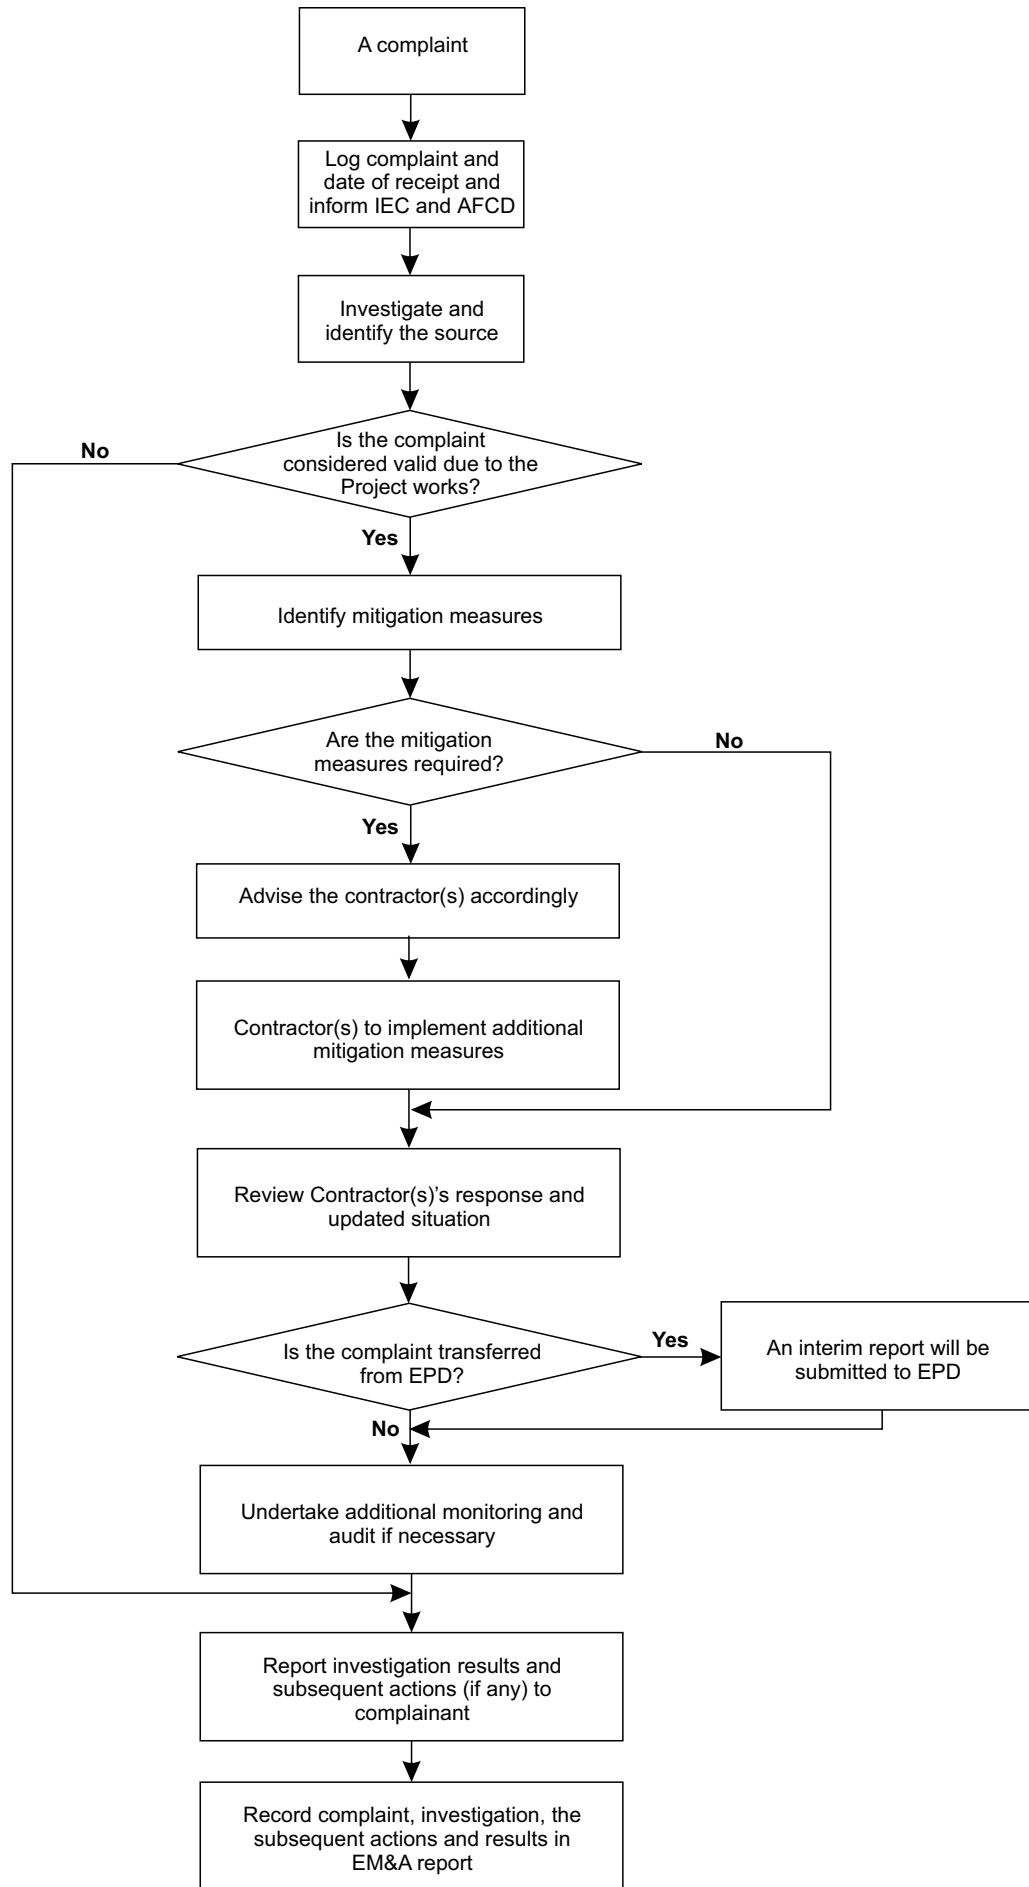 A complaint
Log complaint and
date of receipt and
inform IEC and AFCD
Investigate and
identify the source
Is the complaint
considered valid due to the
Project works?
No
Yes
Identify mitigation measures
Are the mitigation
measures required?
No
Yes
Advise the contractor(s) accordingly
Contractor(s) to implement additional
mitigation measures
Review Contractor(s)'s response and
updated situation
Is the complaint transferred
from EPD?
Yes
An interim report will be
submitted to EPD
No
Undertake additional monitoring and
audit if necessary
Report investigation results and
subsequent actions (if any) to
complainant
Record complaint, investigation, the
subsequent actions and results in
EM&A report